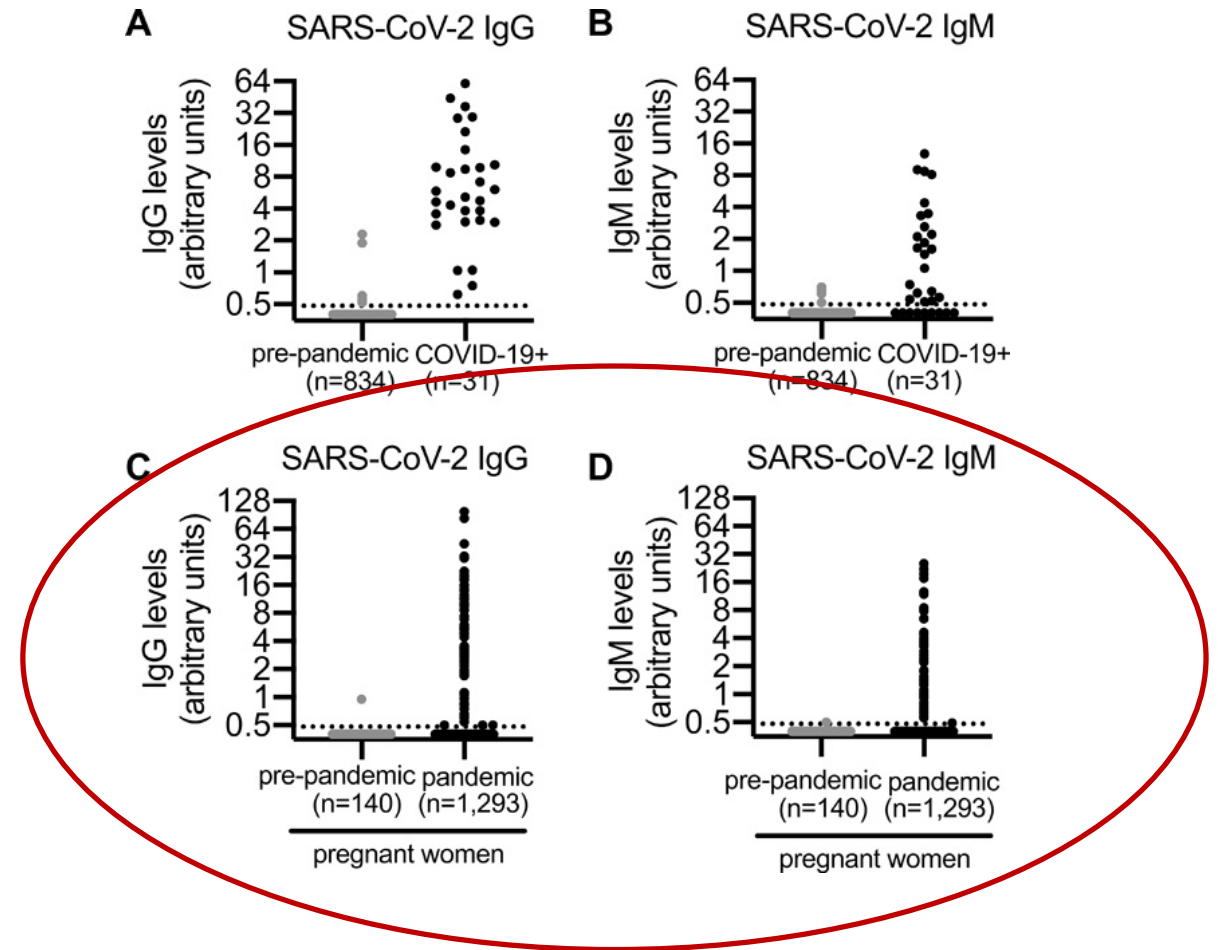 A
SARS-CoV-2 IgG
IgG levels
(arbitrary units)
64
32
16
8
4
2
1
0.5
pre-pandemic COVID-19+
(n=834) (n=31)
B
SARS-CoV-2 IgM
IgM levels
(arbitrary units)
64
32
16
8
4
2
1
0.5
pre-pandemic COVID-19+
(n=834) (n=31)
C
SARS-CoV-2 IgG
IgG levels
(arbitrary units)
128
64
32
16
8
4
2
1
0.5
pre-pandemic pandemic
(n=140) (n=1,293)
pregnant women
D
SARS-CoV-2 IgM
IgM levels
(arbitrary units)
128
64
32
16
8
4
2
1
0.5
pre-pandemic pandemic
(n=140) (n=1,293)
pregnant women